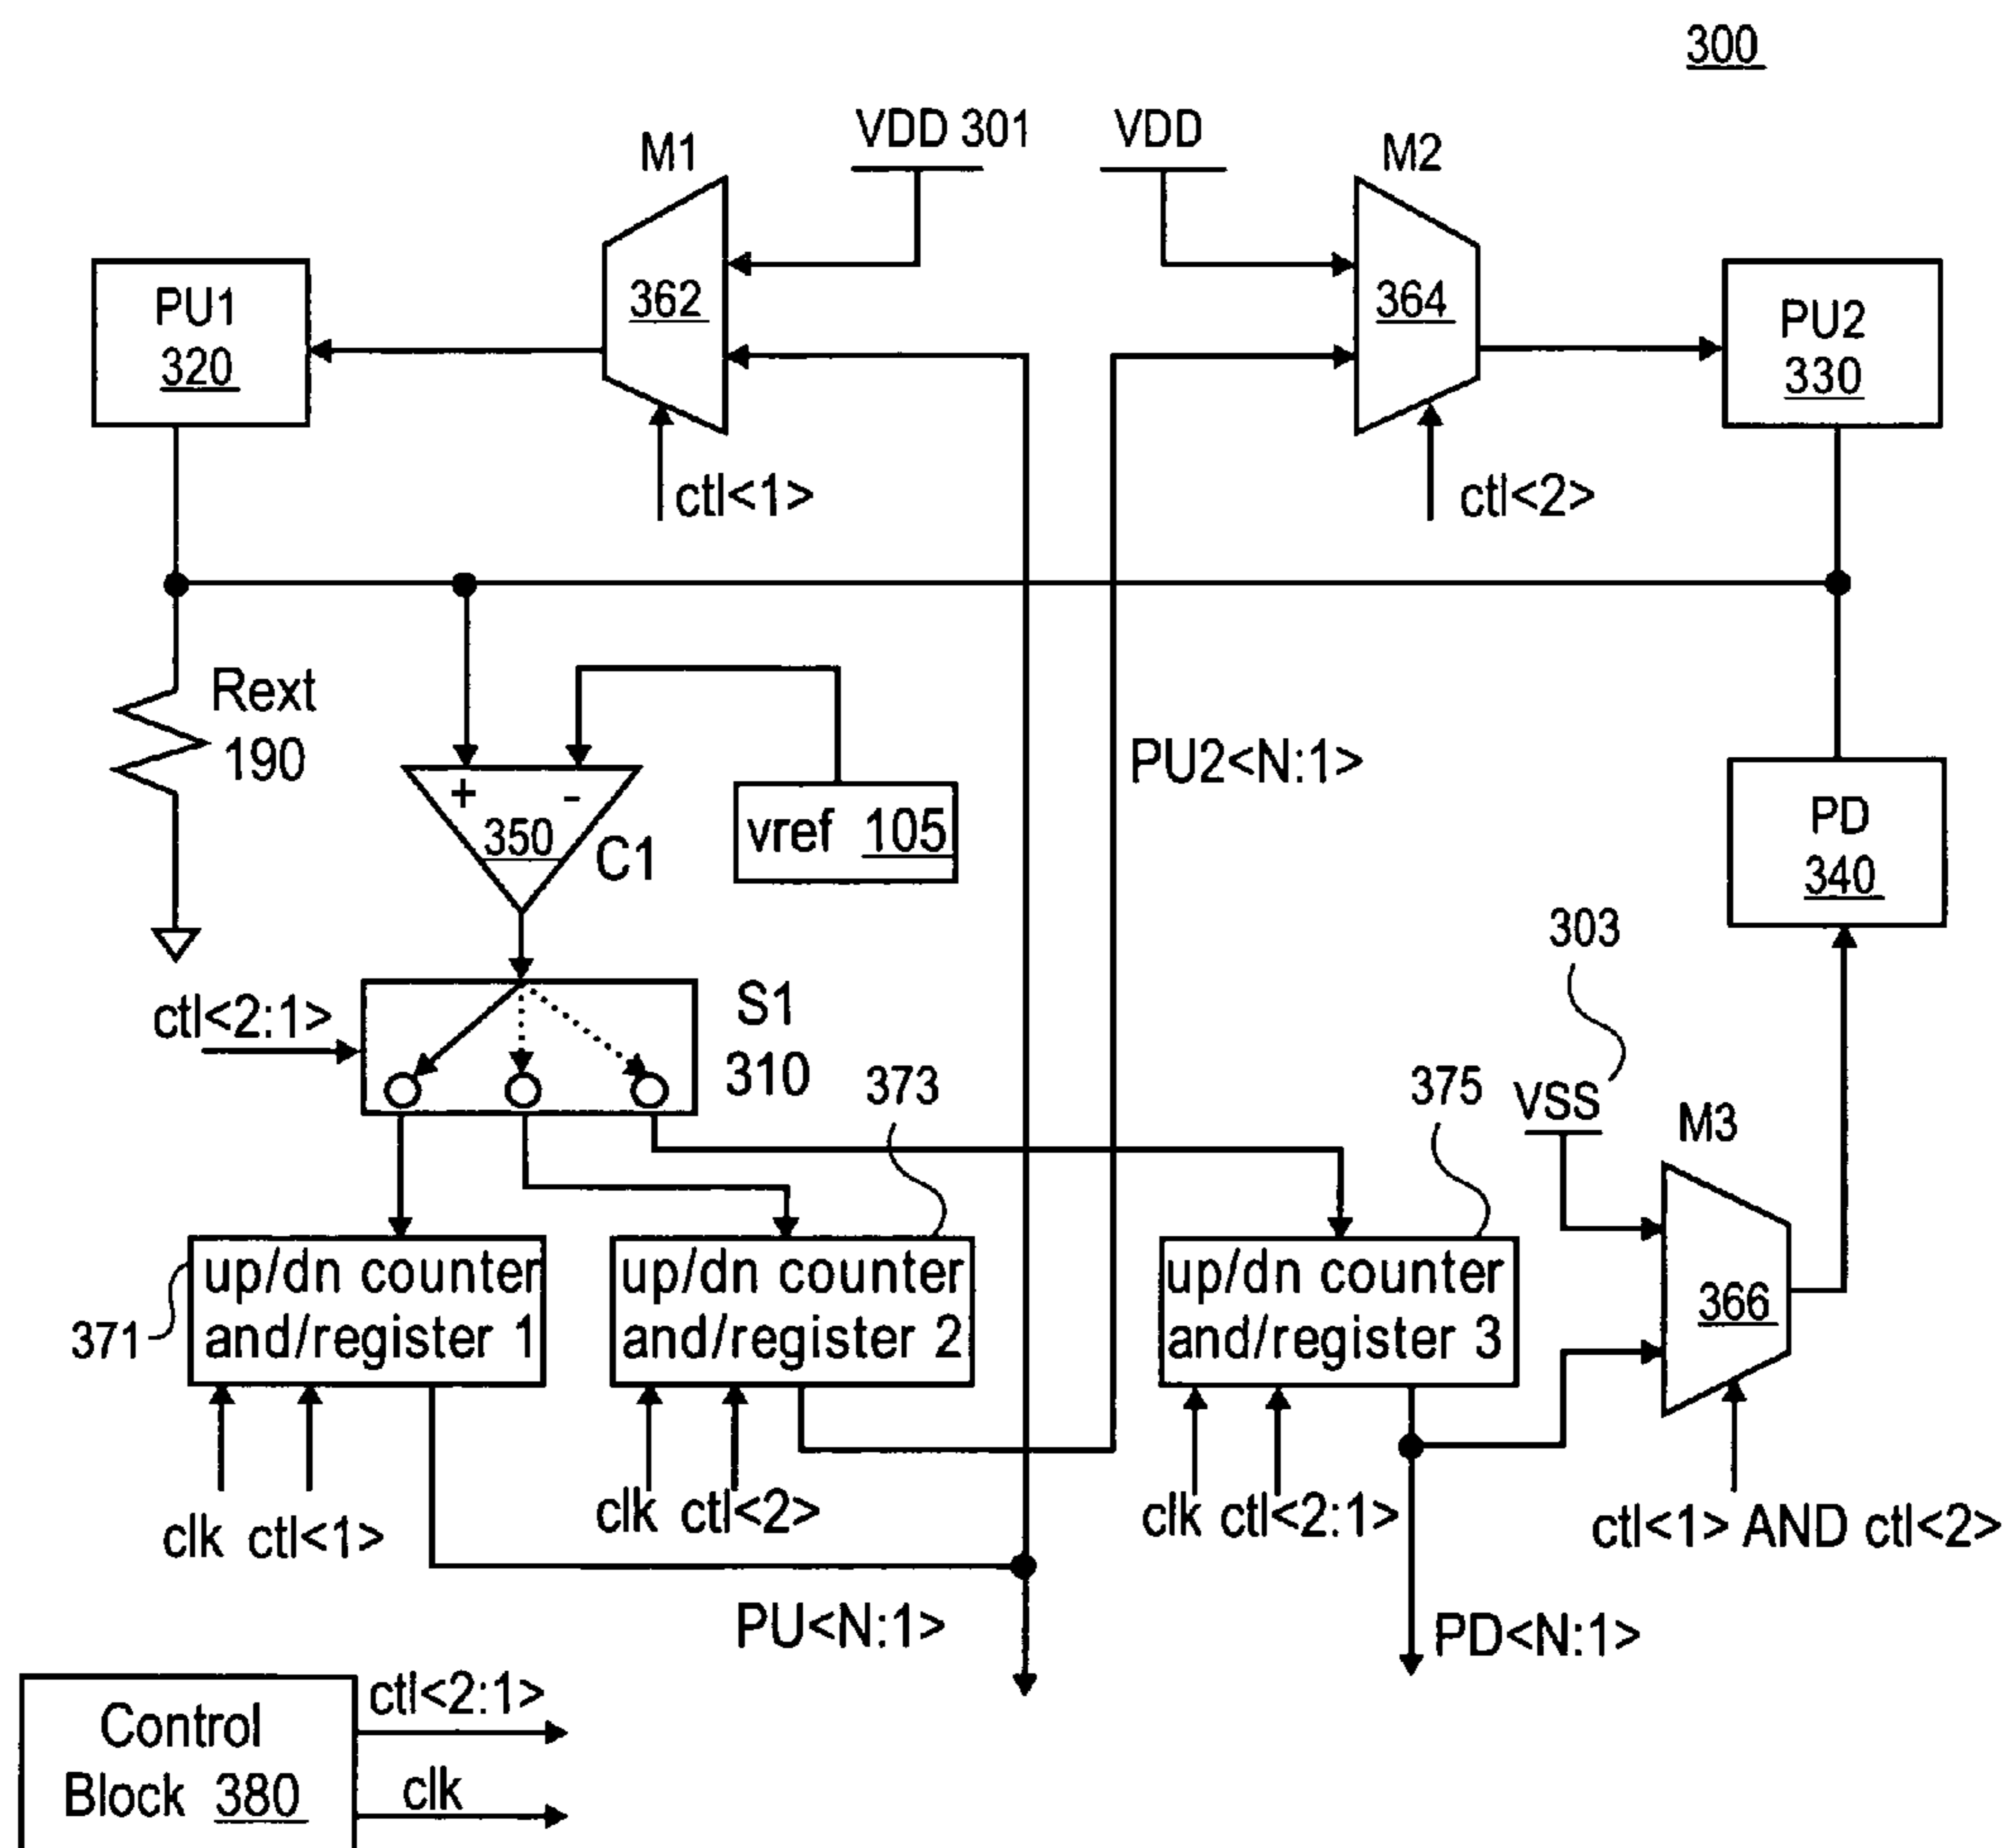 300
VDD 301
VDD
M1
M2
362
364
PU1
320
PU2
330
ctl<1>
ctl<2>
Rext
190
+
-
350
C1
vref 105
PU2<N:1>
PD
340
303
ctl<2:1>
S1
310
373
375
VSS
M3
371
up/dn counter
and/register 1
up/dn counter
and/register 2
up/dn counter
and/register 3
366
clk ctl<1>
clk ctl<2>
clk ctl<2:1>
ctl<1> AND ctl<2>
PU<N:1>
PD<N:1>
Control
Block 380
ctl<2:1>
clk